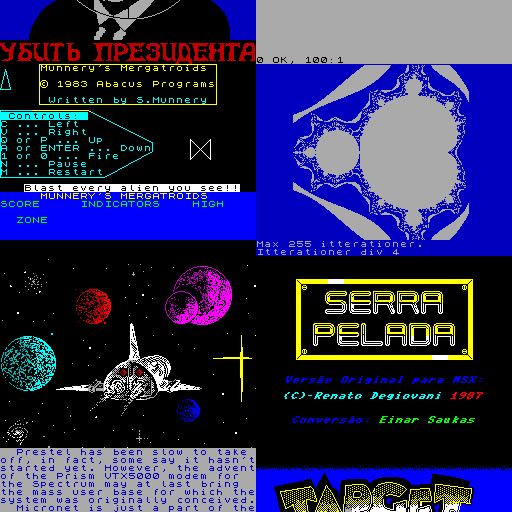 УБИТЬ ПРЕЗИДЕНТА
Munnery's Mergatroids
© 1983 Abacus Programs
Written by S.Munnery
Controls:
C ... Left
V ... Right
Q or P ... Up
A or ENTER ... Down
1 or 0 ... Fire
N ... Pause
M ... Restart
Blast every alien you see!!
MUNNERY'S MERGATROIDS
SCORE INDICATORS HIGH
ZONE
0 OK, 100:1
Max 255 itterationer.
Itterationer div 4
SERRA
PELADA
Versão Original para MSX:
(C)-Renato Degiovani 1987
Conversão: Einar Saukas
Prestel has been slow to take
off, in fact, some say it hasn't
started yet. However, the advent
of the Prism VTX5000 modem for
the Spectrum may at last bring
the mass user base for which the
system was originally conceived.
Micronet is just a part of the
TARGET